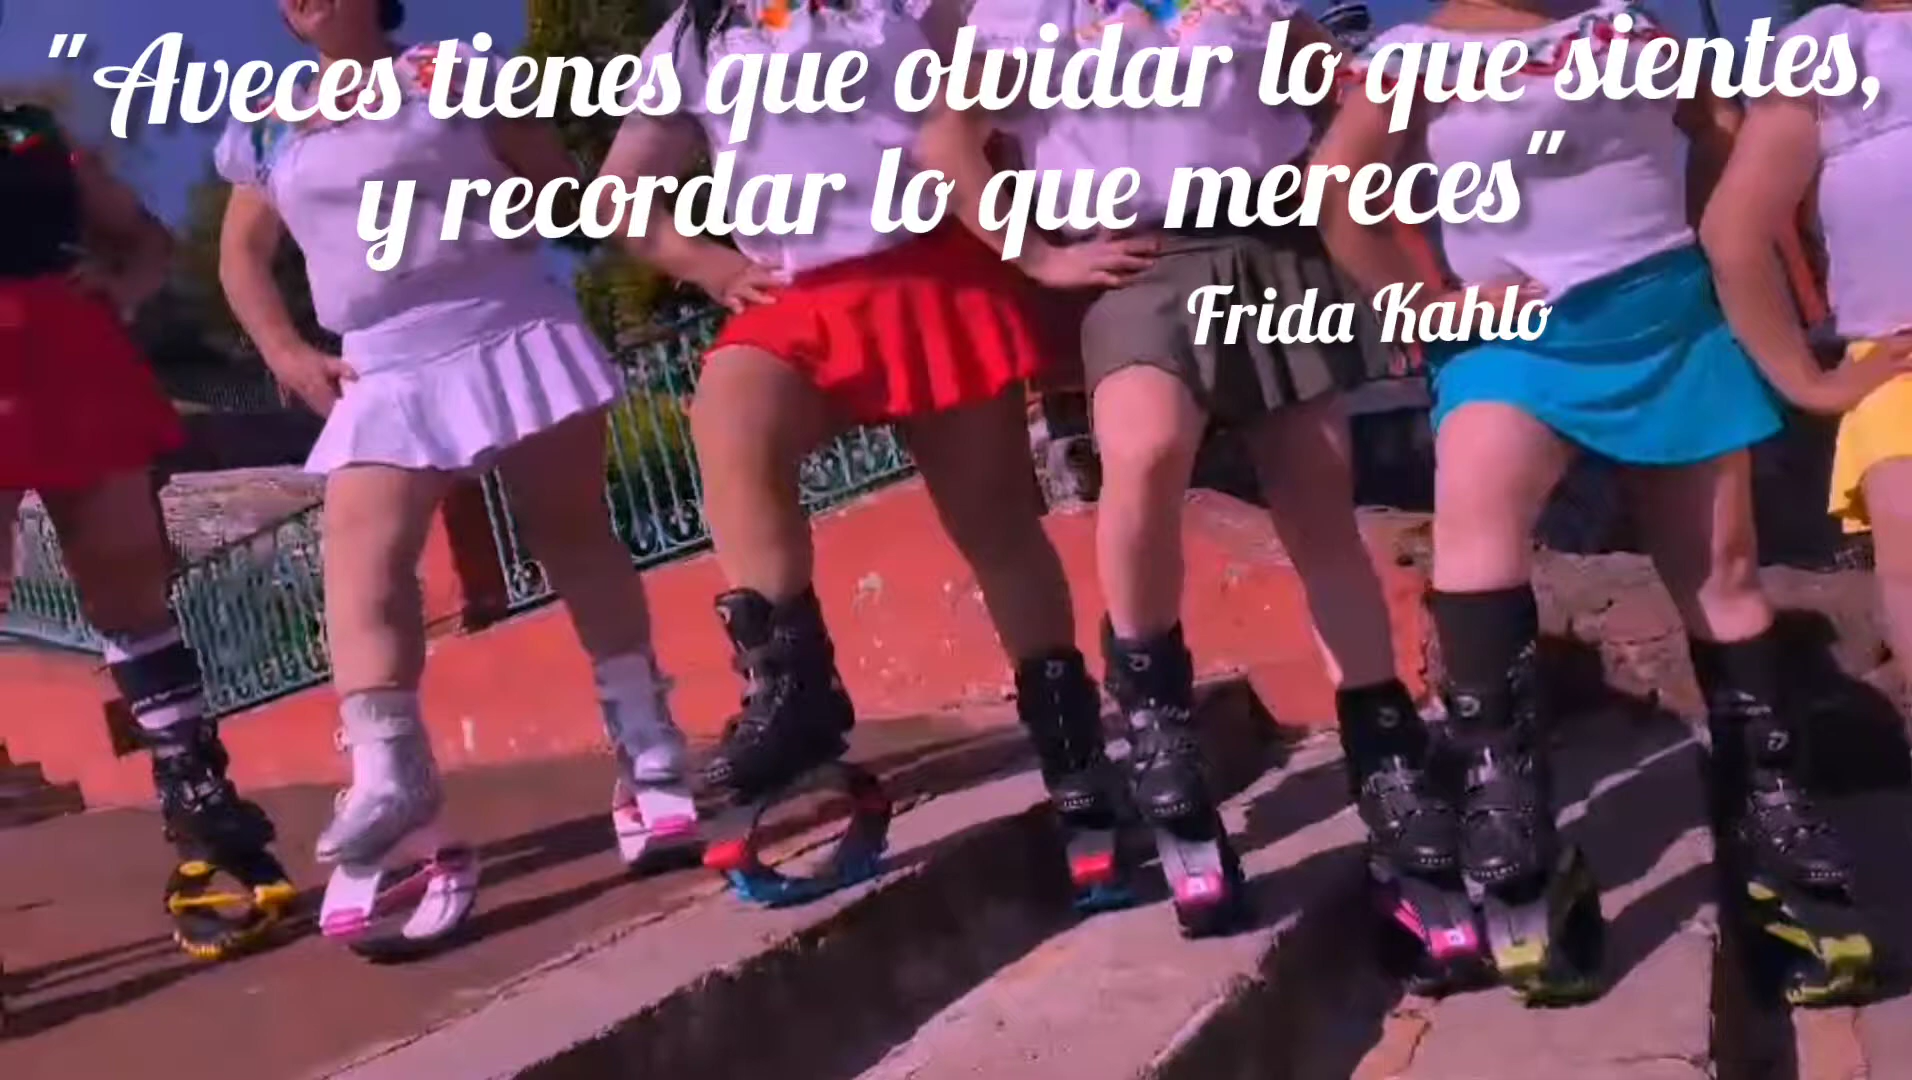 "Aveces tienes que olvidar lo que sientes,
y recordar lo que mereces"
Frida Kahlo